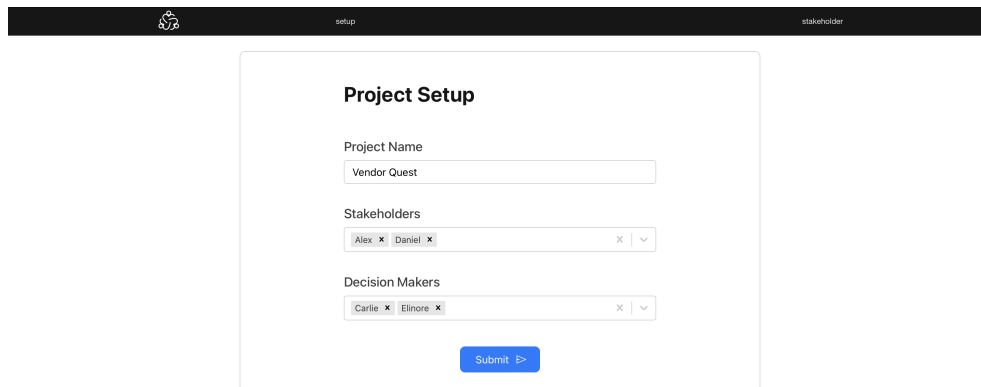 setup
stakeholder
Project Setup
Project Name
Vendor Quest
Stakeholders
Alex × Daniel ×
Decision Makers
Carlie × Elinore ×
Submit